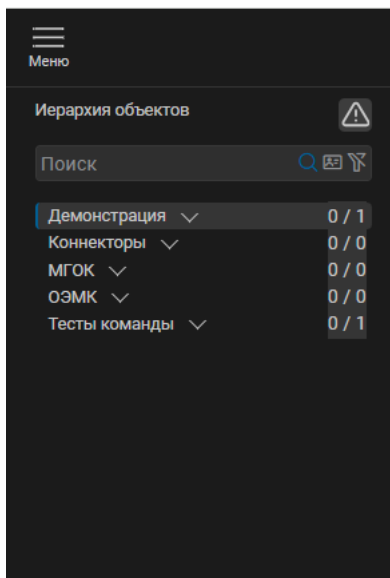 Меню
Иерархия объектов
Поиск
Демонстрация 0 / 1
Коннекторы 0 / 0
МГОК 0 / 0
ОЭМК 0 / 0
Тесты команды 0 / 1